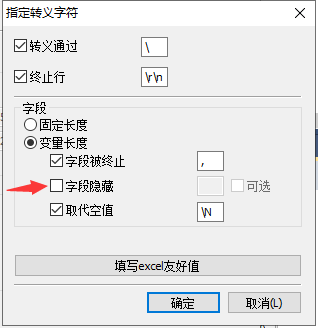 指定转义字符
转义通过 \
终止行 \r\n
字段
固定长度
变量长度
字段被终止 ,
字段隐藏 可选
取代空值 \N
填写excel友好值
确定 取消(L)